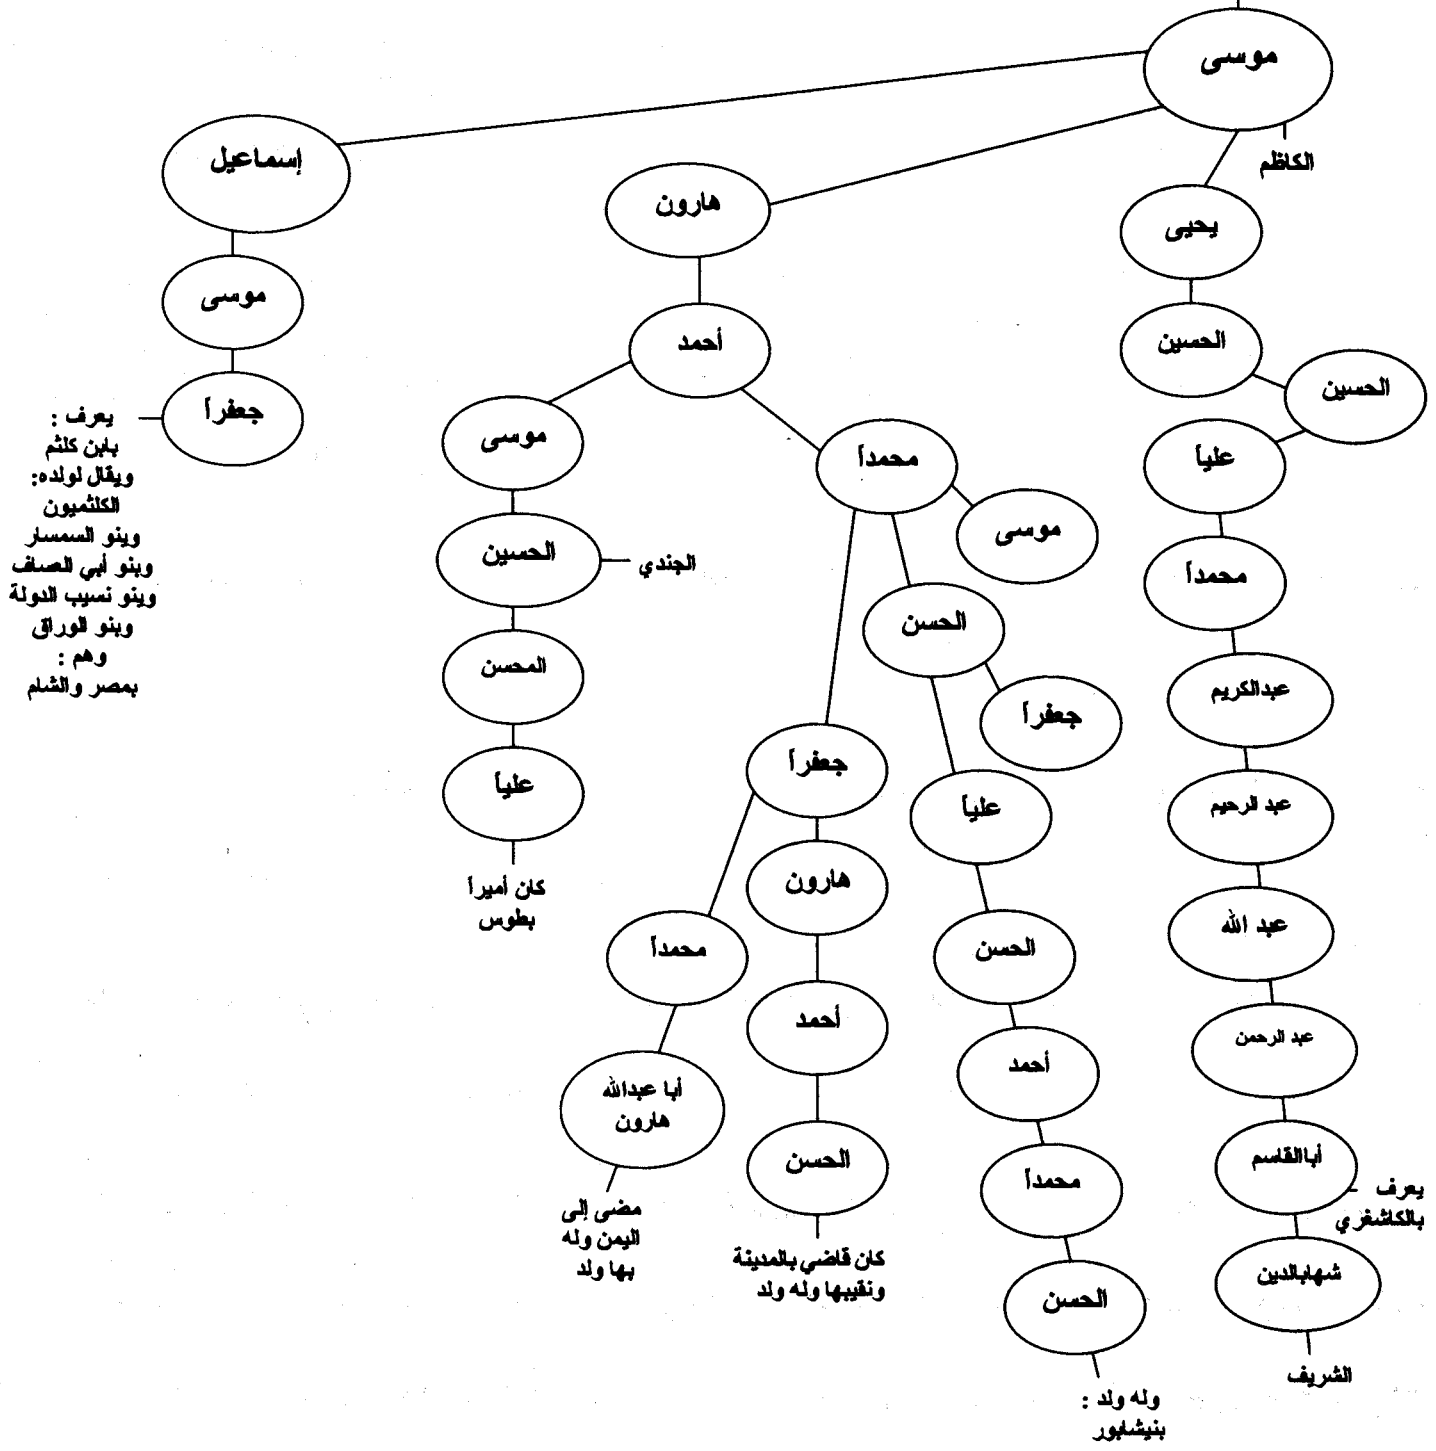 موسى
الكاظم
إسماعيل
هارون
يحيى
موسى
أحمد
الحسين
الحسين
جعفراً
يعرف :
بابن كلثم
ويقال لولده:
الكلثميون
وبنو السمسار
وبنو أبي العساف
وبنو نسيب الدولة
وبنو الوراق
وهم :
بمصر والشام
موسى
محمداً
علياً
موسى
الحسين
الجندي
محمداً
الحسن
المحسن
عبدالكريم
جعفراً
علياً
كان أميراً
بطوس
جعفراً
علياً
عبد الرحيم
هارون
محمداً
الحسن
عبد الله
أحمد
أحمد
عبد الرحمن
أبا عبدالله
هارون
مضى إلى
اليمن وله
بها ولد
الحسن
كان قاضي بالمدينة
ونقيبها وله ولد
محمداً
أباالقاسم
يعرف
بالكاشغري
الحسن
وله ولد :
بنيشابور
شهابالدين
الشريف